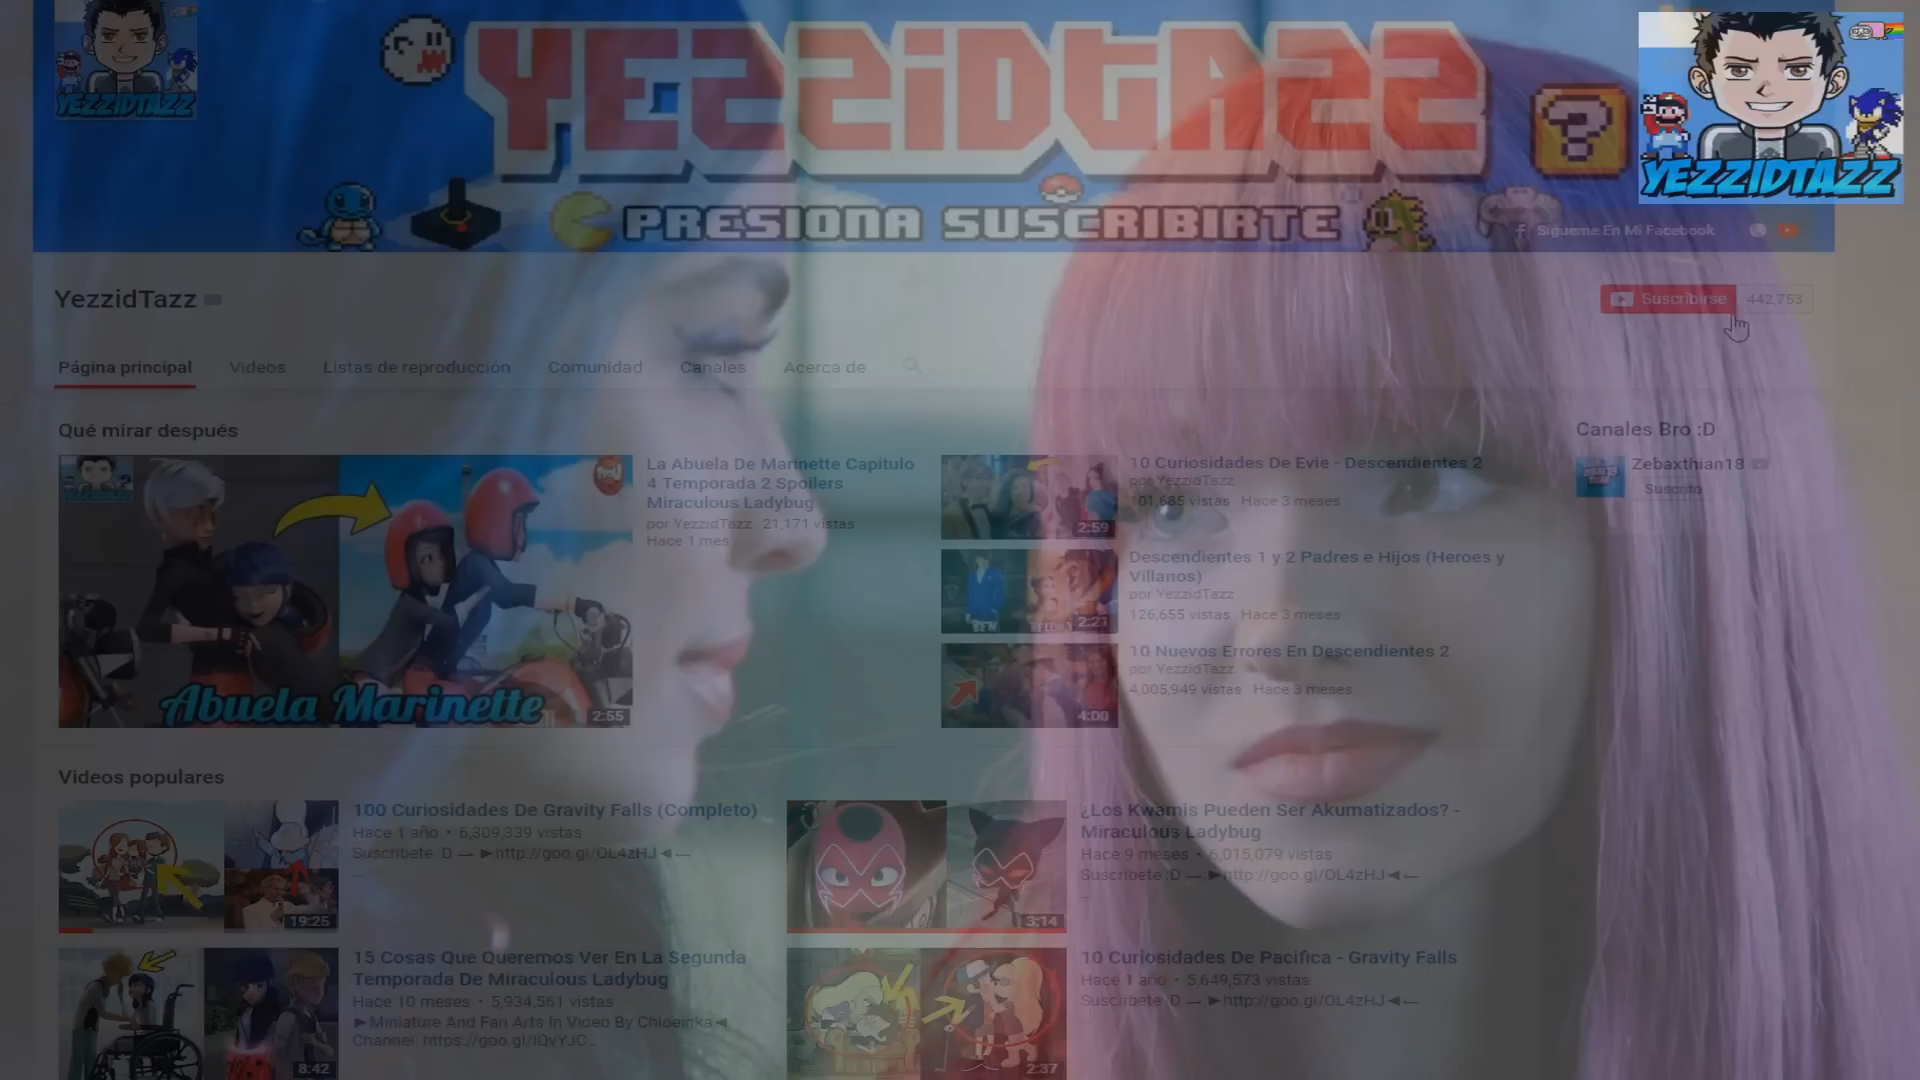 YEZZIDTAZZ
YEZZIDTAZZ
YEZZIDTAZZ
PRESIONA SUSCRIBIRTE
Sigueme En Mi Facebook
YezzidTazz
Suscribirse
442,753
Página principal
Videos
Listas de reproducción
Comunidad
Canales
Acerca de
Qué mirar después
Canales Bro :D
Zebaxthian18
Suscrito
La Abuela De Marinette Capitulo
4 Temporada 2 Spoilers
Miraculous Ladybug
por YezzidTazz 21,171 vistas
Hace 1 mes
Abuela Marinette
2:55
10 Curiosidades De Evie - Descendientes 2
por YezzidTazz
101,685 vistas Hace 3 meses
2:59
Descendientes 1 y 2 Padres e Hijos (Heroes y
Villanos)
por YezzidTazz
126,655 vistas Hace 3 meses
BEN
2:21
10 Nuevos Errores En Descendientes 2
por YezzidTazz
4,005,949 vistas Hace 3 meses
4:00
Videos populares
100 Curiosidades De Gravity Falls (Completo)
Hace 1 año • 6,309,339 vistas
Suscribete :D — ►http://goo.gl/OL4zHJ◄—
19:25
¿Los Kwamis Pueden Ser Akumatizados? -
Miraculous Ladybug
Hace 9 meses • 6,015,079 vistas
Suscribete :D — ►http://goo.gl/OL4zHJ◄—
3:14
15 Cosas Que Queremos Ver En La Segunda
Temporada De Miraculous Ladybug
Hace 10 meses • 5,934,561 vistas
►Miniature And Fan Arts In Video By Chloeinka◄
Channel: https://goo.gl/IQvYJC...
8:42
10 Curiosidades De Pacifica - Gravity Falls
Hace 1 año • 5,649,573 vistas
Suscribete :D — ►http://goo.gl/OL4zHJ◄—
2:37